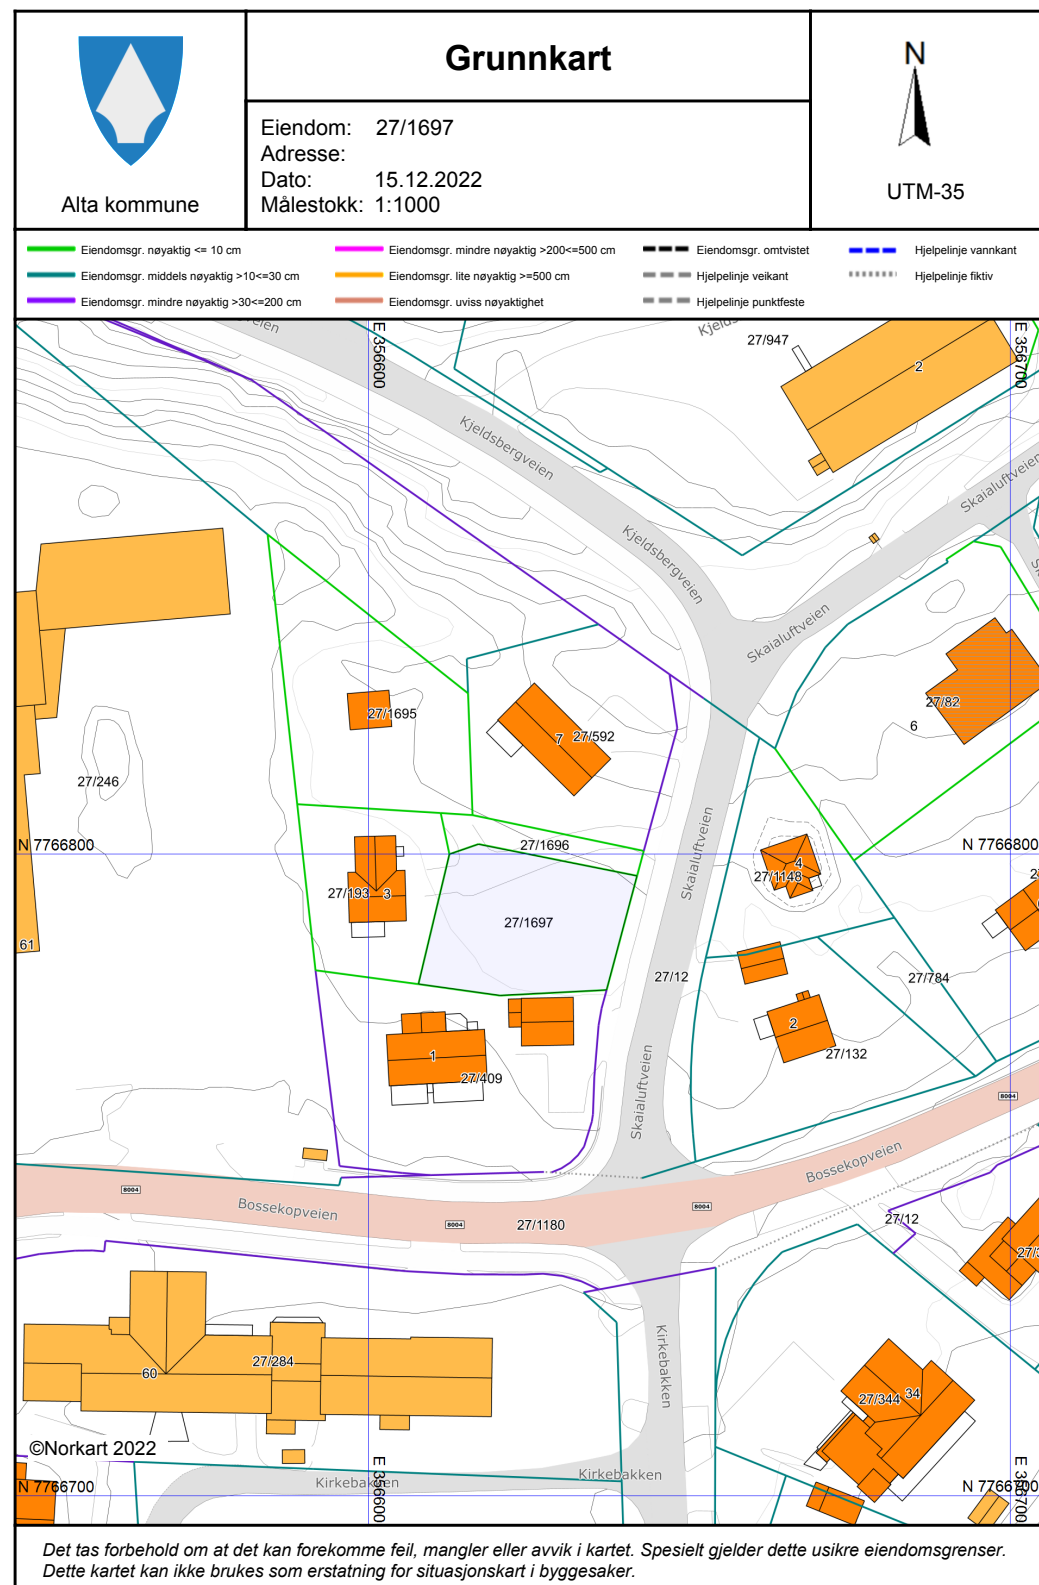 Alta kommune
Grunnkart
Eiendom: 27/1697
Adresse:
Dato: 15.12.2022
Målestokk: 1:1000
N
UTM-35
Eiendomsgr. nøyaktig <= 10 cm
Eiendomsgr. middels nøyaktig >10<=30 cm
Eiendomsgr. mindre nøyaktig >30<=200 cm
Eiendomsgr. mindre nøyaktig >200<=500 cm
Eiendomsgr. lite nøyaktig >=500 cm
Eiendomsgr. uviss nøyaktighet
Eiendomsgr. omtvistet
Hjelpelinje veikant
Hjelpelinje punktfeste
Hjelpelinje vannkant
Hjelpelinje fiktiv
E 356600
27/947
2
E 356700
Kjeldsbergveien
Skaialuftveien
Kjeldsbergveien
Skaialuftveien
27/1695
27/592
7
27/82
6
27/246
N 7766800
27/1696
N 7766800
Skaialuftveien
4
27/1148
27/193
3
27/1697
61
27/12
27/784
2
27/132
1
27/409
Skaialuftveien
8004
Bossekopveien
8004
Bossekopveien
8004
8004
27/1180
27/12
60
27/284
Kirkebakken
27/344
34
©Norkart 2022
Kirkebakken
Kirkebakken
N 7766700
E 356600
N 7766700
E 356700
Det tas forbehold om at det kan forekomme feil, mangler eller avvik i kartet. Spesielt gjelder dette usikre eiendomsgrenser.
Dette kartet kan ikke brukes som erstatning for situasjonskart i byggesaker.